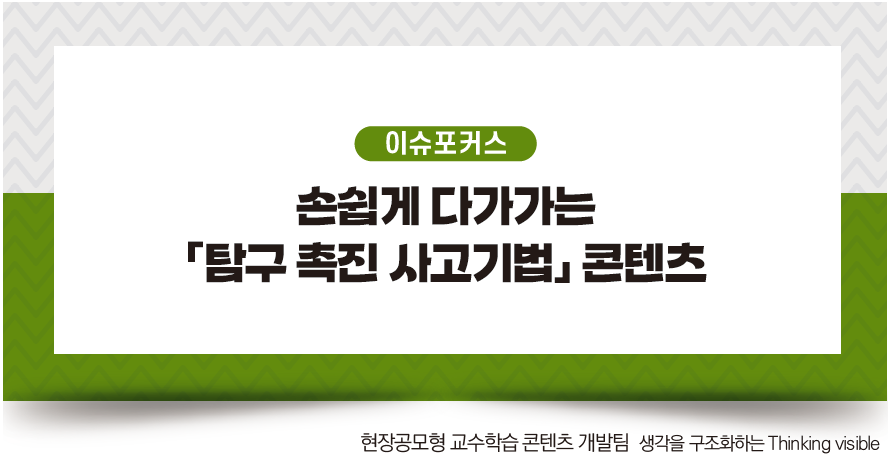 이슈포커스
손쉽게 다가가는
「탐구 촉진 사고기법」 콘텐츠
현장공모형 교수학습 콘텐츠 개발팀 생각을 구조화하는 Thinking visible